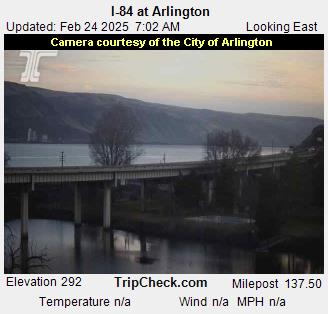 I-84 at Arlington
Updated: Feb 24 2025 7:02 AM Looking East
Camera courtesy of the City of Arlington
Elevation 292 TripCheck.com Milepost 137.50
Temperature n/a Wind n/a MPH n/a